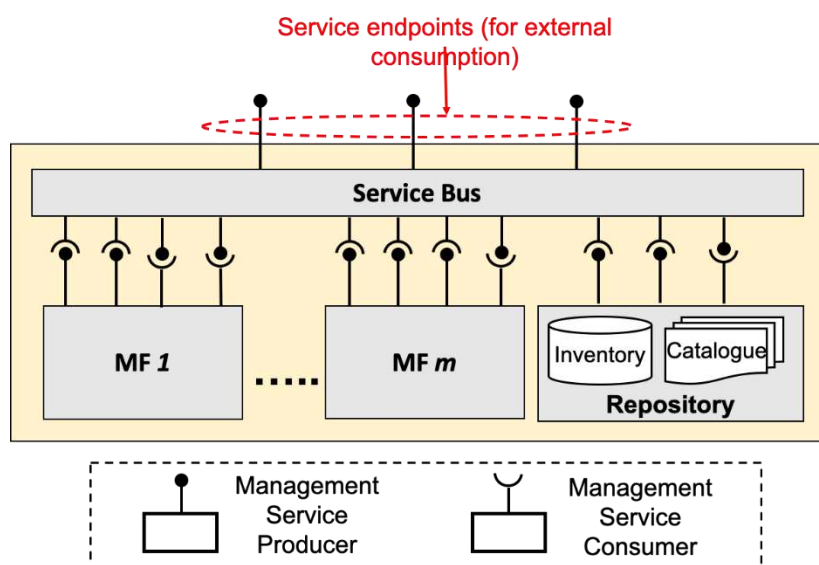 Service endpoints (for external
consumption)
Service Bus
MF 1
......
MF m
Inventory
Catalogue
Repository
Management
Service
Producer
Management
Service
Consumer